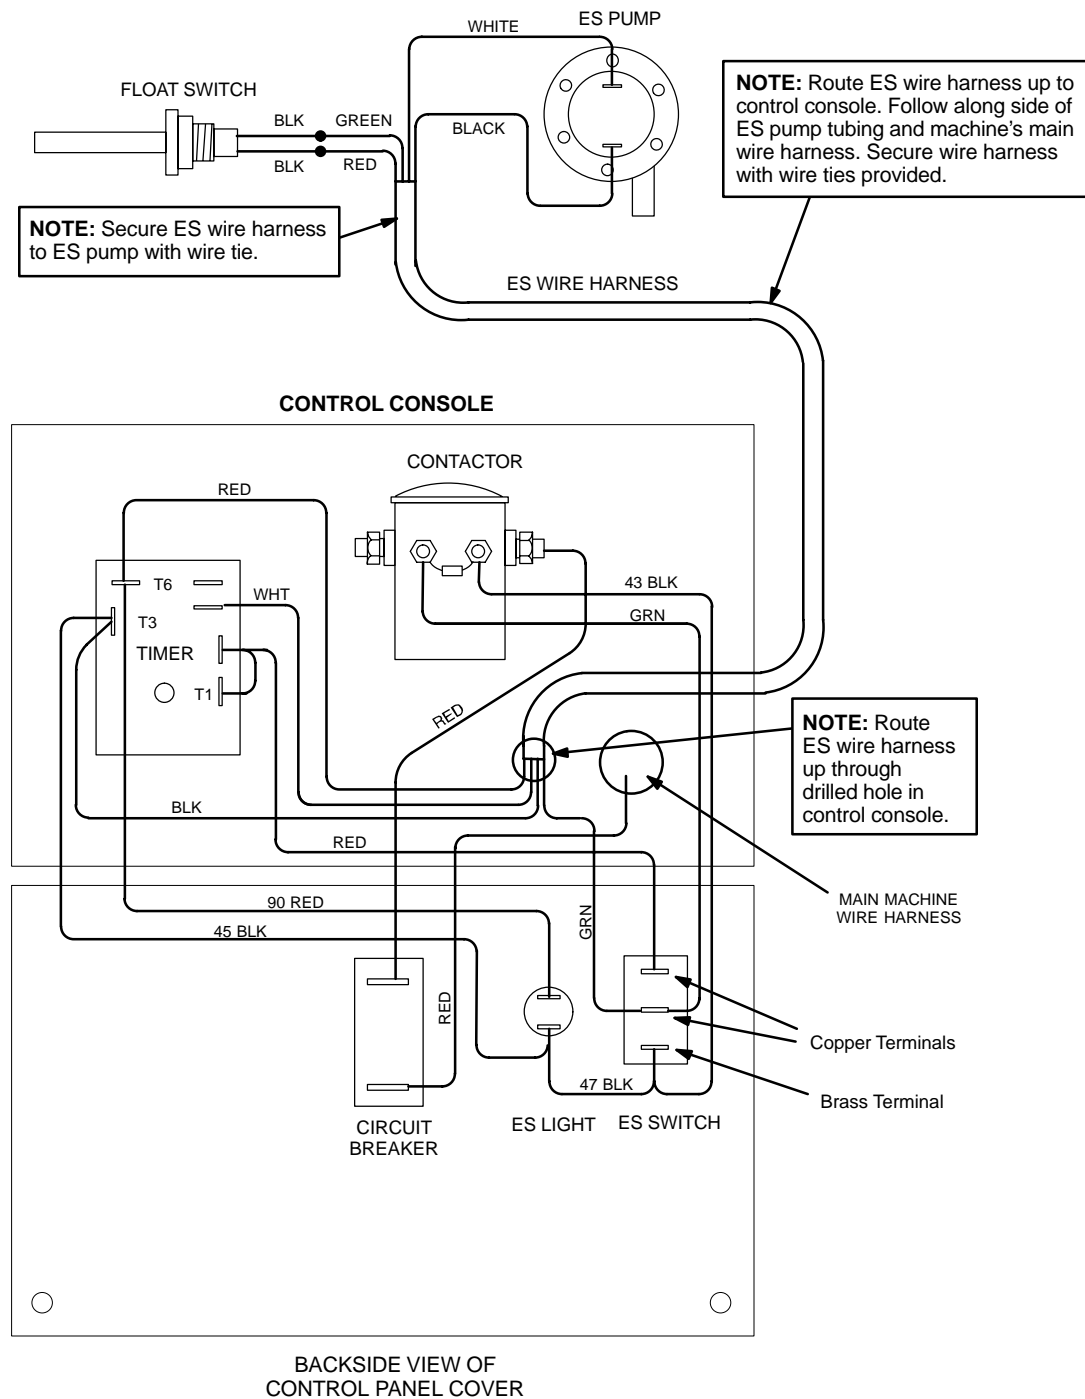 ES PUMP
WHITE
FLOAT SWITCH
BLK
GREEN
BLACK
BLK
RED
NOTE: Route ES wire harness up to
control console. Follow along side of
ES pump tubing and machine's main
wire harness. Secure wire harness
with wire ties provided.
NOTE: Secure ES wire harness
to ES pump with wire tie.
ES WIRE HARNESS
CONTROL CONSOLE
CONTACTOR
RED
T6
WHT
43 BLK
T3
GRN
TIMER
T1
RED
NOTE: Route
ES wire harness
up through
drilled hole in
control console.
BLK
RED
MAIN MACHINE
WIRE HARNESS
90 RED
GRN
45 BLK
RED
Copper Terminals
47 BLK
Brass Terminal
CIRCUIT
BREAKER
ES LIGHT
ES SWITCH
BACKSIDE VIEW OF
CONTROL PANEL COVER